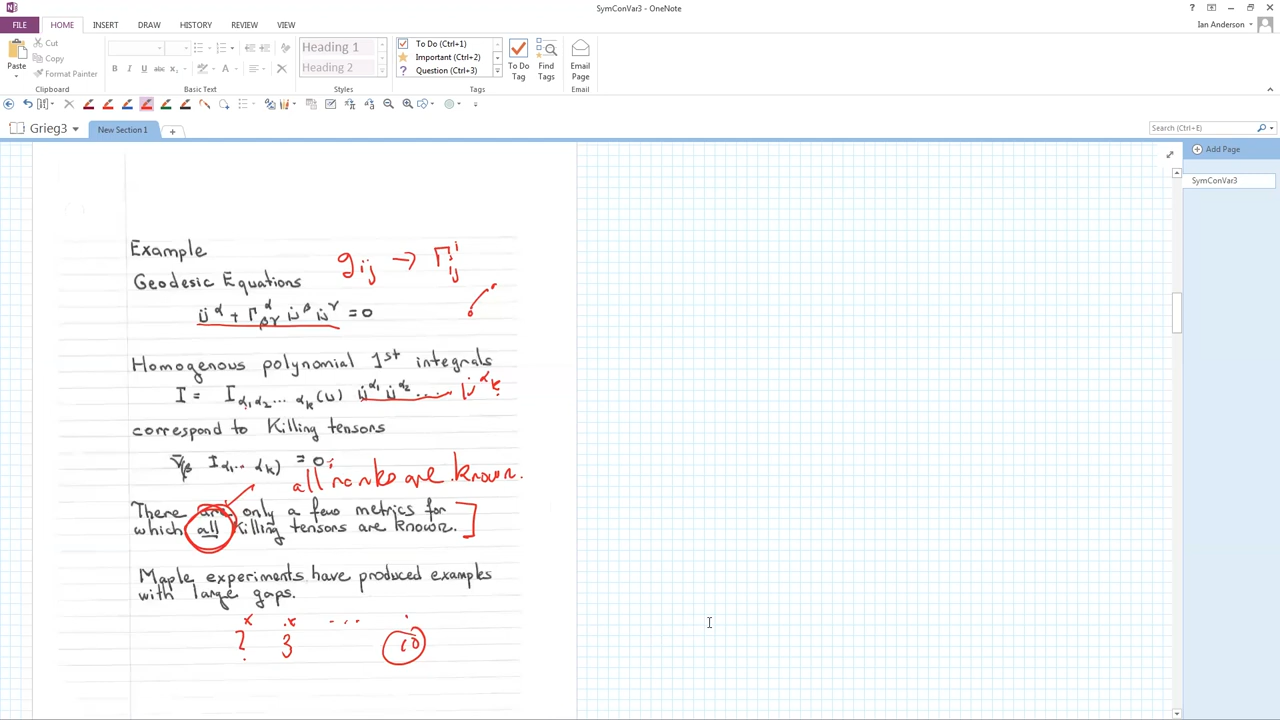 SymConVar3 - OneNote
FILE HOME INSERT DRAW HISTORY REVIEW VIEW
Ian Anderson
Paste
Cut
Copy
Format Painter
Clipboard
Basic Text
Heading 1
Heading 2
Styles
To Do (Ctrl+1)
Important (Ctrl+2)
Question (Ctrl+3)
Tags
To Do Tag
Find Tags
Email Page
Email
Grieg3
New Section 1
Search (Ctrl+E)
Add Page
SymConVar3
Example
g_ij → Γ^i_ij
Geodesic Equations
ü^α + Γ^α_βγ u̇^β u̇^γ = 0
Homogenous polynomial 1st integrals
I = I_α1α2... αk (u) u̇^α1 u̇^α2 .... u̇^αk
correspond to Killing tensors
∇(β I α1... αk) = 0
all ranks are known.
There are only a few metrics for
which all Killing tensors are known.
Maple experiments have produced examples
with large gaps.
x x ...
2 3 10